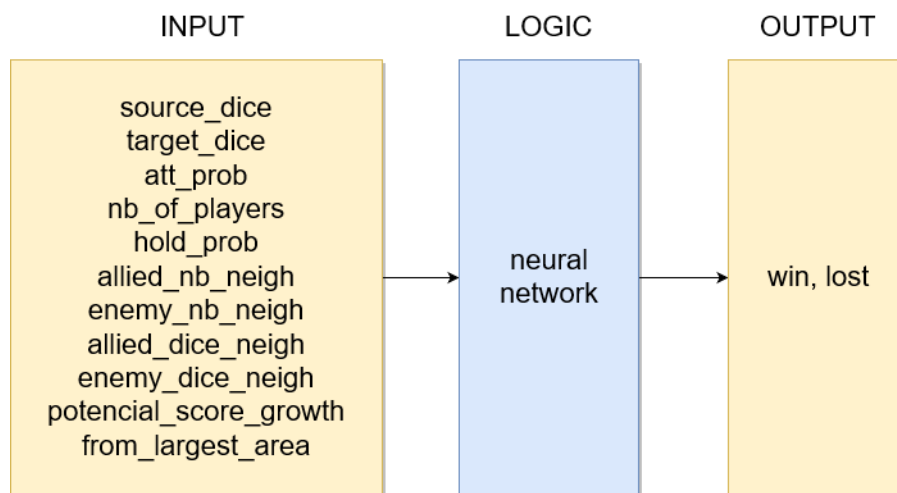 INPUT
LOGIC
OUTPUT
source_dice
target_dice
att_prob
nb_of_players
hold_prob
allied_nb_neigh
enemy_nb_neigh
allied_dice_neigh
enemy_dice_neigh
potencial_score_growth
from_largest_area
neural
network
win, lost